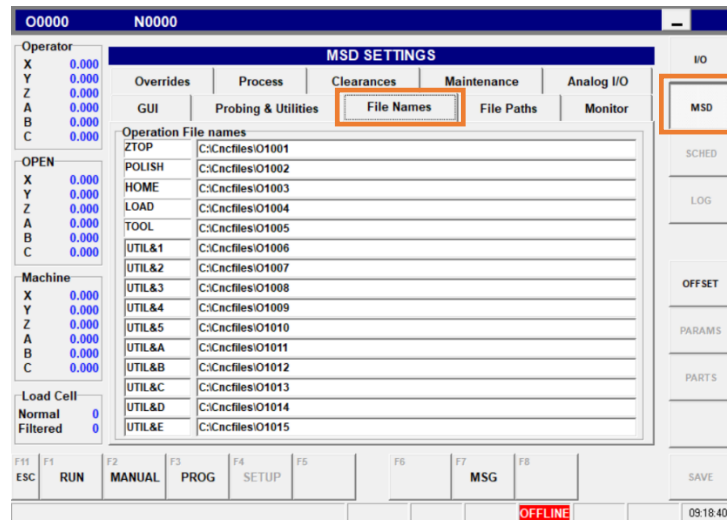 O0000 N0000
Operator
X 0.000
Y 0.000
Z 0.000
A 0.000
B 0.000
C 0.000
OPEN
X 0.000
Y 0.000
Z 0.000
A 0.000
B 0.000
C 0.000
Machine
X 0.000
Y 0.000
Z 0.000
A 0.000
B 0.000
C 0.000
Load Cell
Normal 0
Filtered 0
MSD SETTINGS
Overrides Process Clearances Maintenance Analog I/O
GUI Probing & Utilities File Names File Paths Monitor
Operation File names
ZTOP C:\Cncfiles\O1001
POLISH C:\Cncfiles\O1002
HOME C:\Cncfiles\O1003
LOAD C:\Cncfiles\O1004
TOOL C:\Cncfiles\O1005
UTIL&1 C:\Cncfiles\O1006
UTIL&2 C:\Cncfiles\O1007
UTIL&3 C:\Cncfiles\O1008
UTIL&4 C:\Cncfiles\O1009
UTIL&5 C:\Cncfiles\O1010
UTIL&A C:\Cncfiles\O1011
UTIL&B C:\Cncfiles\O1012
UTIL&C C:\Cncfiles\O1013
UTIL&D C:\Cncfiles\O1014
UTIL&E C:\Cncfiles\O1015
I/O
MSD
SCHED
LOG
OFFSET
PARAMS
PARTS
SAVE
F11 F1 F2 F3 F4 F5 F6 F7 F8
ESC RUN MANUAL PROG SETUP MSG
OFFLINE 09:18:40